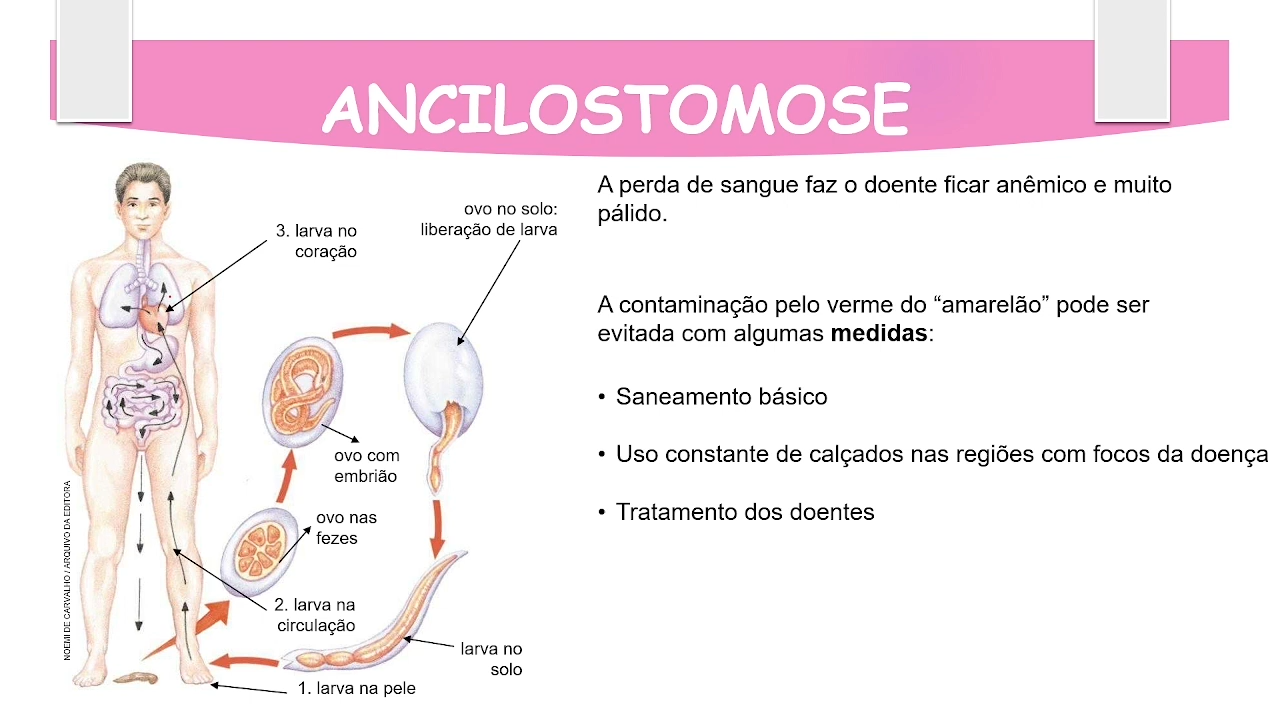 ANCILOSTOMOSE
A perda de sangue faz o doente ficar anêmico e muito
pálido.
A contaminação pelo verme do “amarelão” pode ser
evitada com algumas medidas:
• Saneamento básico
• Uso constante de calçados nas regiões com focos da doença
• Tratamento dos doentes
3. larva no
coração
ovo no solo:
liberação de larva
ovo com
embrião
ovo nas
fezes
2. larva na
circulação
larva no
solo
1. larva na pele
NOEMI DE CARVALHO / ARQUIVO DA EDITORA